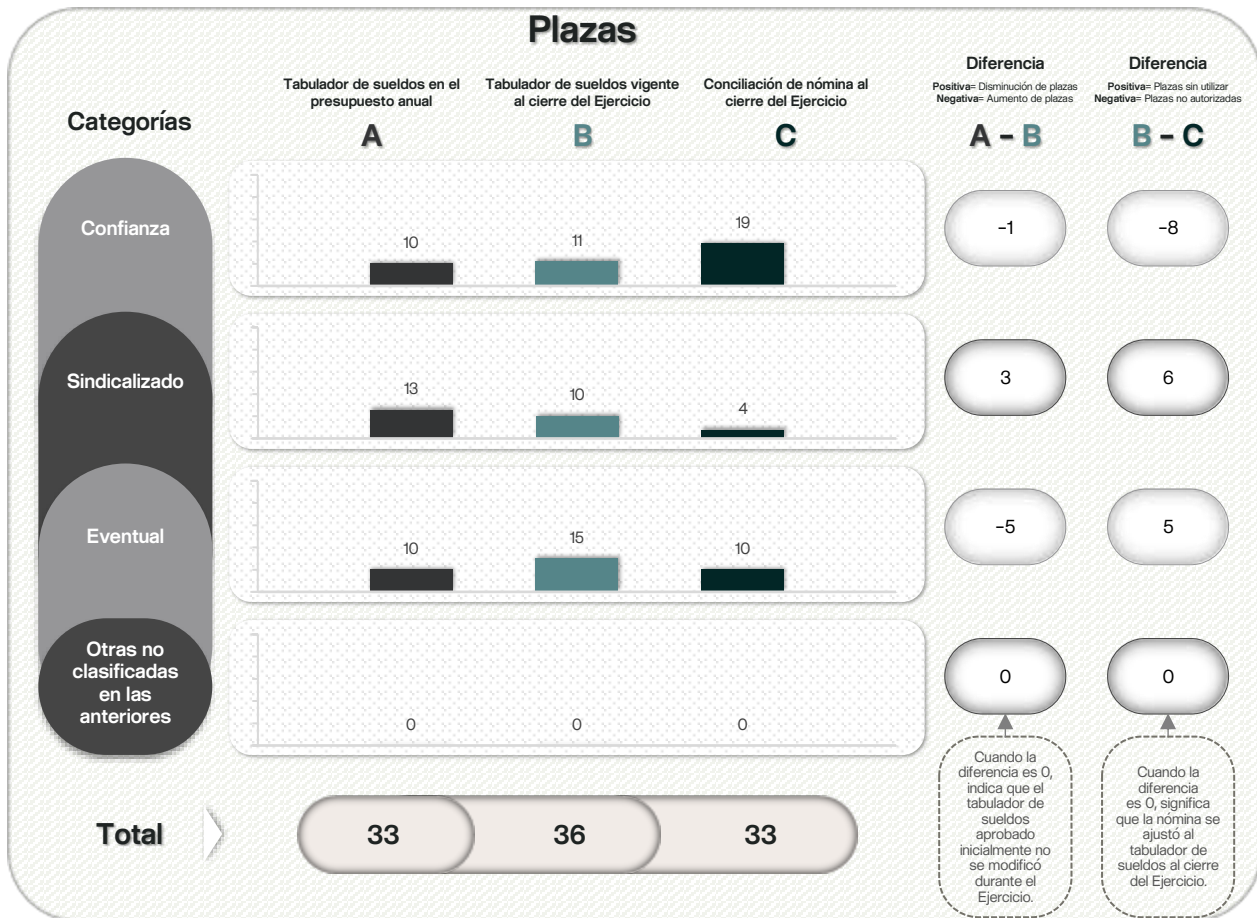 Plazas
Categorías
Tabulador de sueldos en el
presupuesto anual
A
Tabulador de sueldos vigente
al cierre del Ejercicio
B
Conciliación de nómina al
cierre del Ejercicio
C
Diferencia
Positiva= Disminución de plazas
Negativa= Aumento de plazas
A – B
Diferencia
Positiva= Plazas sin utilizar
Negativa= Plazas no autorizadas
B – C
Confianza
10
11
19
-1
-8
Sindicalizado
13
10
4
3
6
Eventual
10
15
10
-5
5
Otras no
clasificadas
en las
anteriores
0
0
0
0
0
Cuando la
diferencia es 0,
indica que el
tabulador de
sueldos
aprobado
inicialmente no
se modificó
durante el
Ejercicio.
Cuando la
diferencia
es 0, significa
que la nómina se
ajustó al
tabulador de
sueldos al cierre
del Ejercicio.
Total
33
36
33